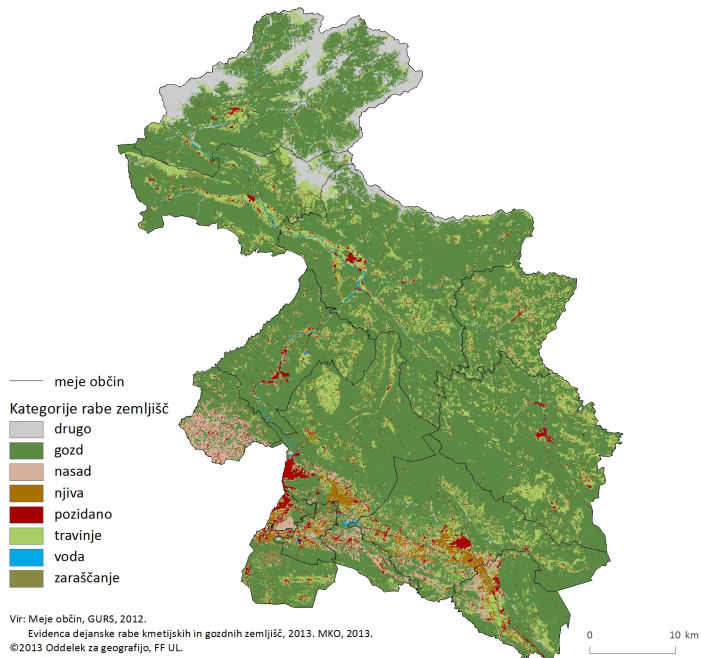 meje občin
Kategorije rabe zemljišč
drugo
gozd
nasad
njiva
pozidano
travinje
voda
zaraščanje
Vir: Meje občin, GURS, 2012.
Evidenca dejanske rabe kmetijskih in gozdnih zemljišč, 2013. MKO, 2013.
©2013 Oddelek za geografijo, FF UL.
0 10 km